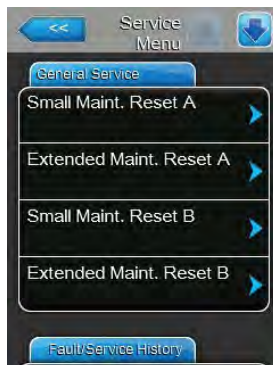 <<
Service
Menu
General Service
Small Maint. Reset A
Extended Maint. Reset A
Small Maint. Reset B
Extended Maint. Reset B
Fault/Service History